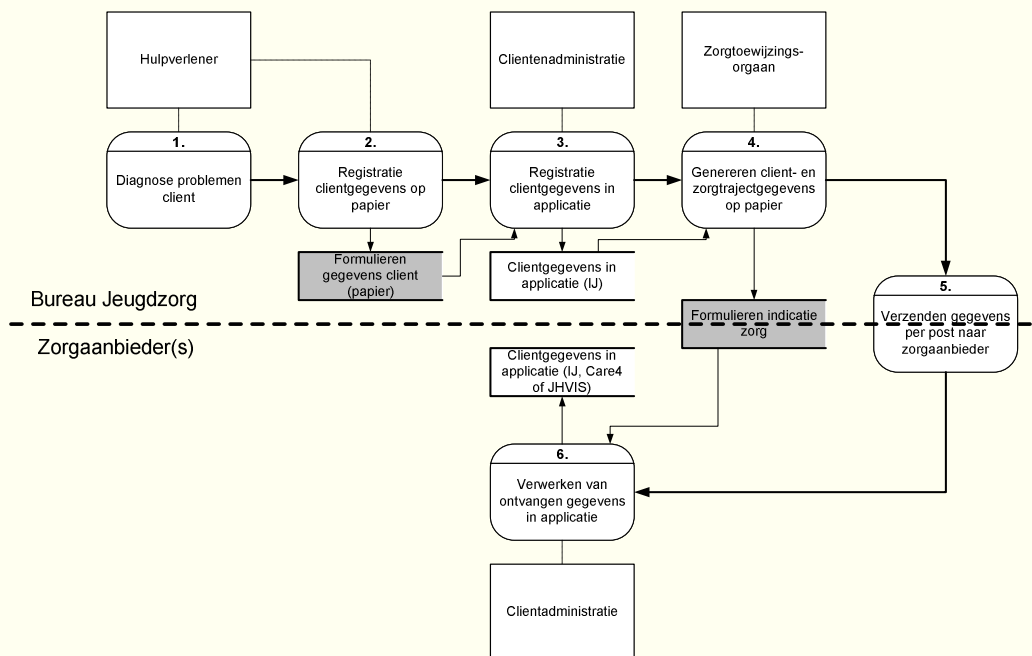 Hulpverlener
Clientenadministratie
Zorgtoewijzings-
orgaan
1.
Diagnose problemen
client
2.
Registratie
clientgegevens op
papier
3.
Registratie
clientgegevens in
applicatie
4.
Genereren client- en
zorgtrajectgegevens
op papier
Formulieren
gegevens client
(papier)
Clientgegevens in
applicatie (IJ)
Bureau Jeugdzorg
Formulieren indicatie
zorg
5.
Verzenden gegevens
per post naar
zorgaanbieder
Zorgaanbieder(s)
Clientgegevens in
applicatie (IJ, Care4
of JHVIS)
6.
Verwerken van
ontvangen gegevens
in applicatie
Clientadministratie